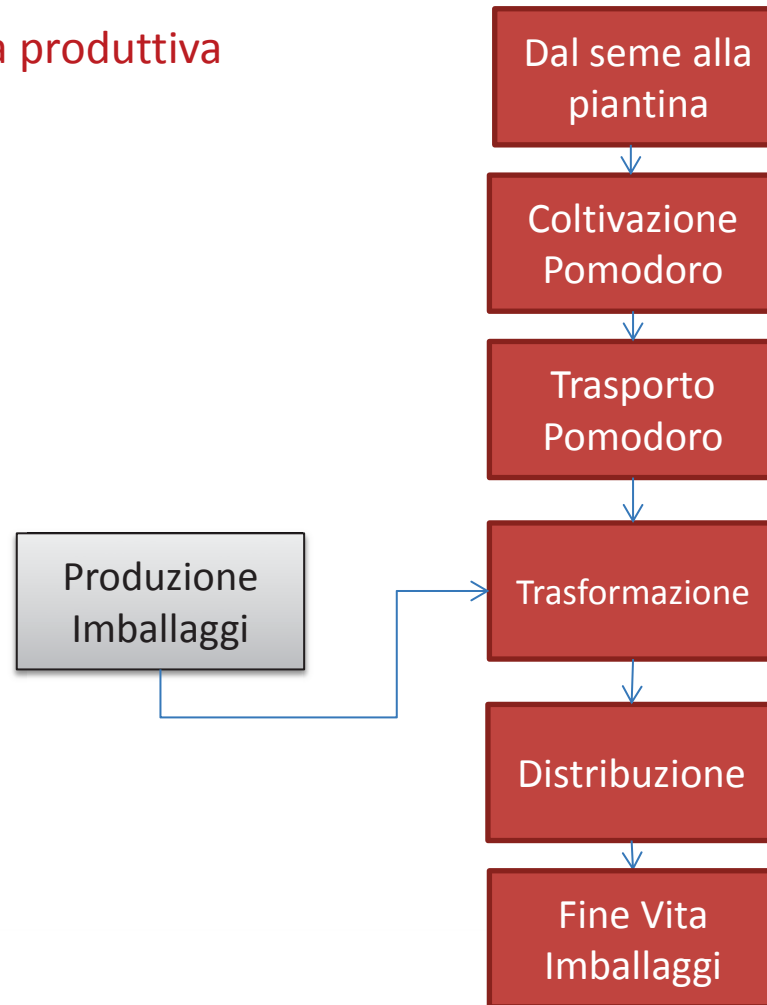 a produttiva
Dal seme alla
piantina
Coltivazione
Pomodoro
Trasporto
Pomodoro
Produzione
Imballaggi
Trasformazione
Distribuzione
Fine Vita
Imballaggi